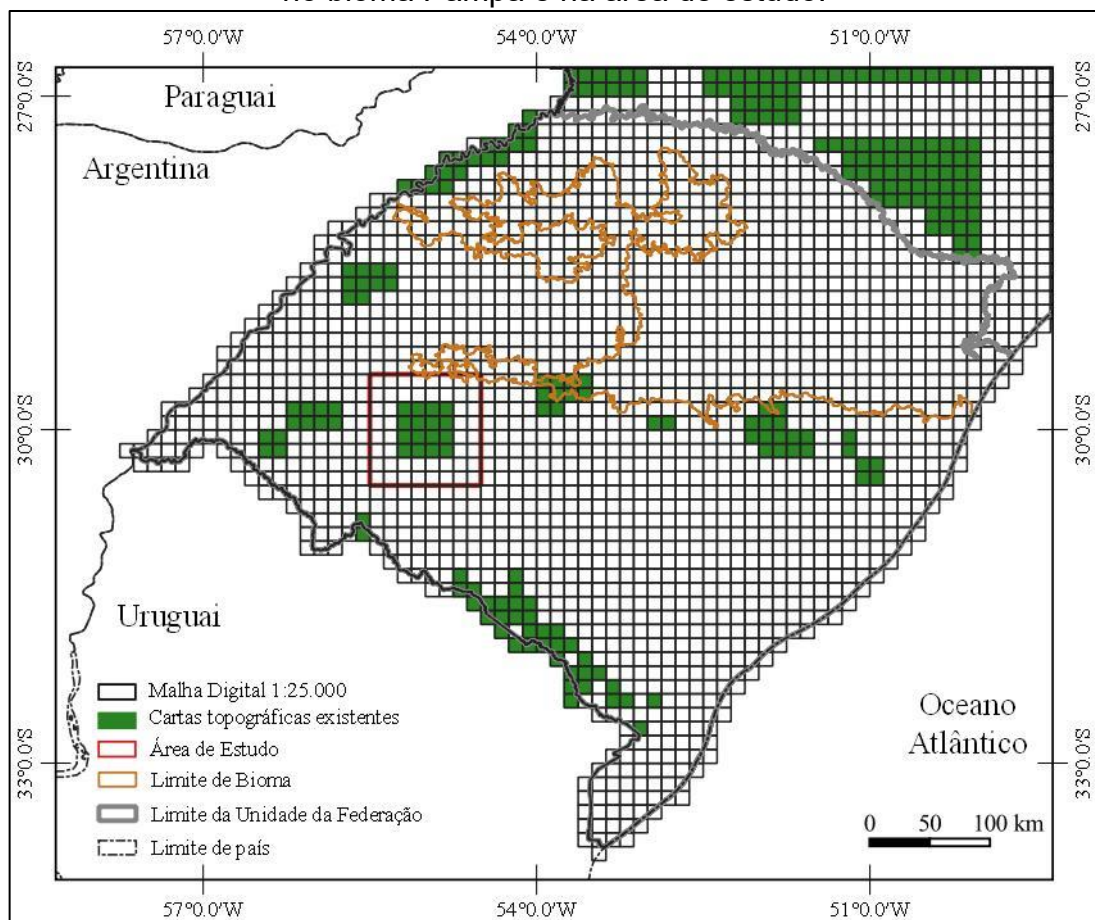 no bioma Pampa e na área de estudo.
57°0.0'W 54°0.0'W 51°0.0'W
27°0.0'S 27°0.0'S
Paraguai
Argentina
30°0.0'S 30°0.0'S
Uruguai
Malha Digital 1:25.000
Cartas topográficas existentes
Área de Estudo
Limite de Bioma
Limite da Unidade da Federação
Limite de país
Oceano
Atlântico
33°0.0'S 33°0.0'S
0 50 100 km
57°0.0'W 54°0.0'W 51°0.0'W